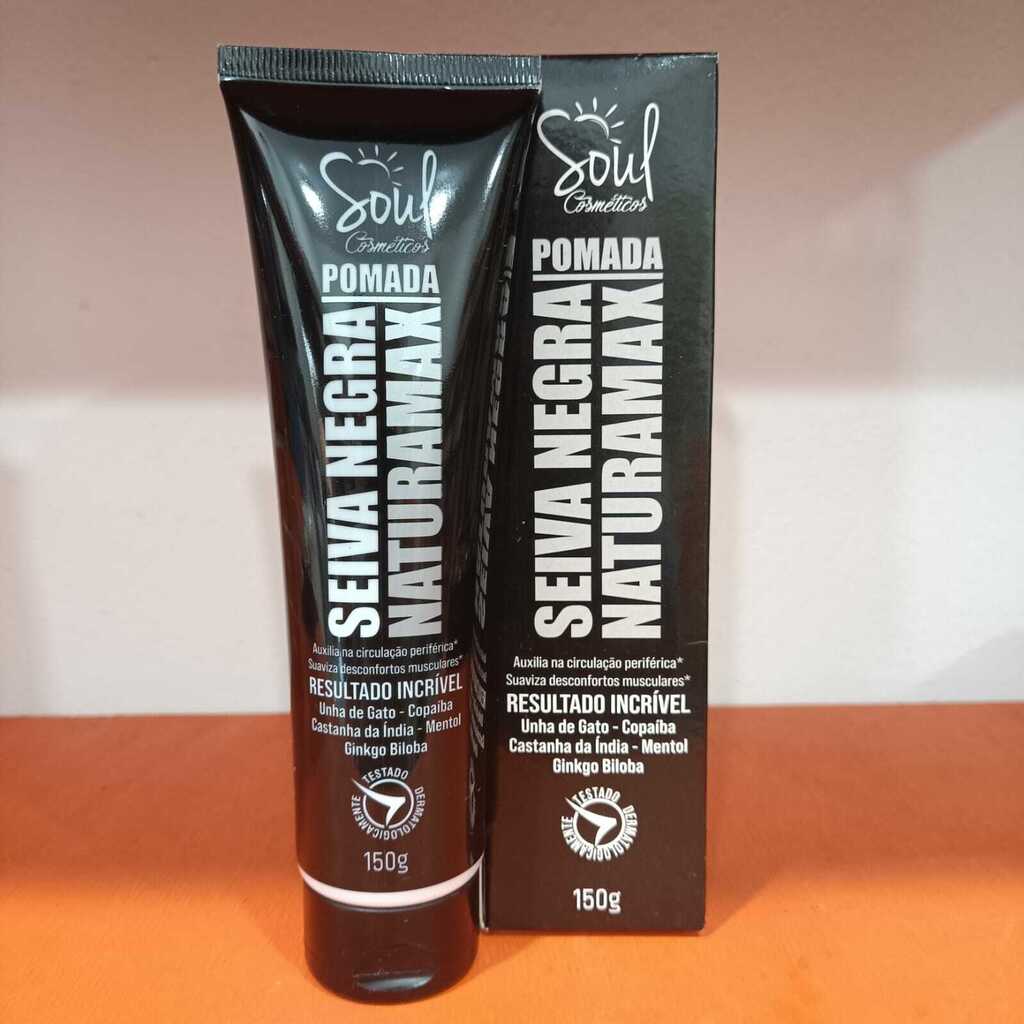 Soul
Cosméticos
POMADA
SEIVA NEGRA
NATURAMAX
Auxilia na circulação periférica*
Suaviza desconfortos musculares*
RESULTADO INCRÍVEL
Unha de Gato - Copaíba
Castanha da Índia - Mentol
Ginkgo Biloba
TESTADO DERMATOLOGICAMENTE
150g
Soul
Cosméticos
POMADA
SEIVA NEGRA
NATURAMAX
Auxilia na circulação periférica*
Suaviza desconfortos musculares*
RESULTADO INCRÍVEL
Unha de Gato - Copaíba
Castanha da Índia - Mentol
Ginkgo Biloba
TESTADO DERMATOLOGICAMENTE
150g